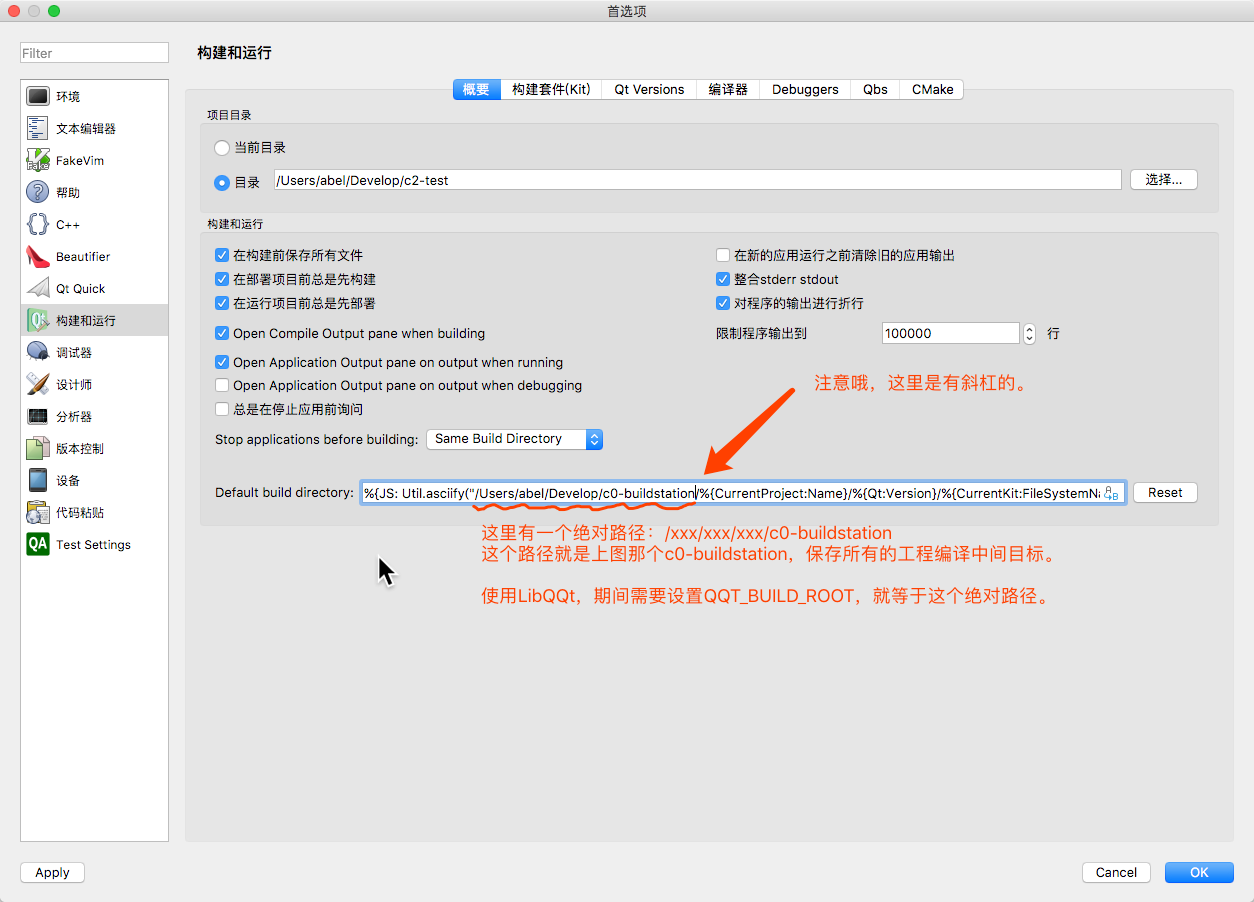 首选项
Filter
环境
文本编辑器
FakeVim
帮助
C++
Beautifier
Qt Quick
构建和运行
调试器
设计师
分析器
版本控制
设备
代码粘贴
Test Settings
构建和运行
概要 构建套件(Kit) Qt Versions 编译器 Debuggers Qbs CMake
项目目录
当前目录
目录 /Users/abel/Develop/c2-test 选择...
构建和运行
在构建前保存所有文件 在新的应用运行之前清除旧的应用输出
在部署项目前总是先构建 整合stderr stdout
在运行项目前总是先部署 对程序的输出进行折行
Open Compile Output pane when building 限制程序输出到 100000 行
Open Application Output pane on output when running
Open Application Output pane on output when debugging
注意哦，这里是有斜杠的。
总是在停止应用前询问
Stop applications before building: Same Build Directory
Default build directory: %{JS: Util.asciify("/Users/abel/Develop/c0-buildstation/%{CurrentProject:Name}/%{Qt:Version}/%{CurrentKit:FileSystemNa Reset
这里有一个绝对路径：/xxx/xxx/xxx/c0-buildstation
这个路径就是上图那个c0-buildstation，保存所有的工程编译中间目标。
使用LibQQt，期间需要设置QQT_BUILD_ROOT，就等于这个绝对路径。
Apply Cancel OK